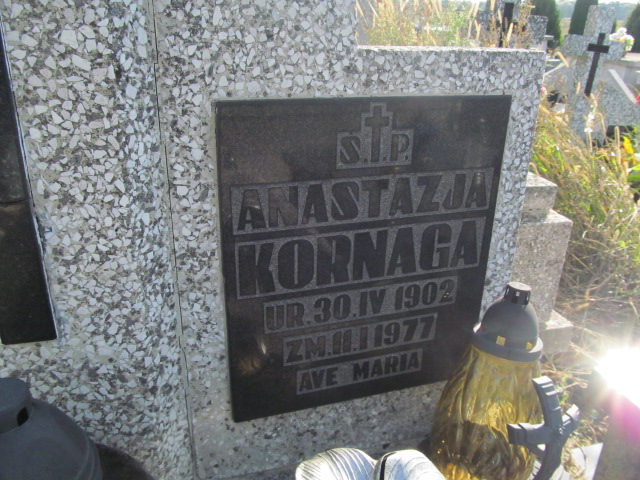 Ś.†P.
ANASTAZJA
KORNAGA
UR.30.IV 1902
ZM.11.I 1977
AVE MARIA